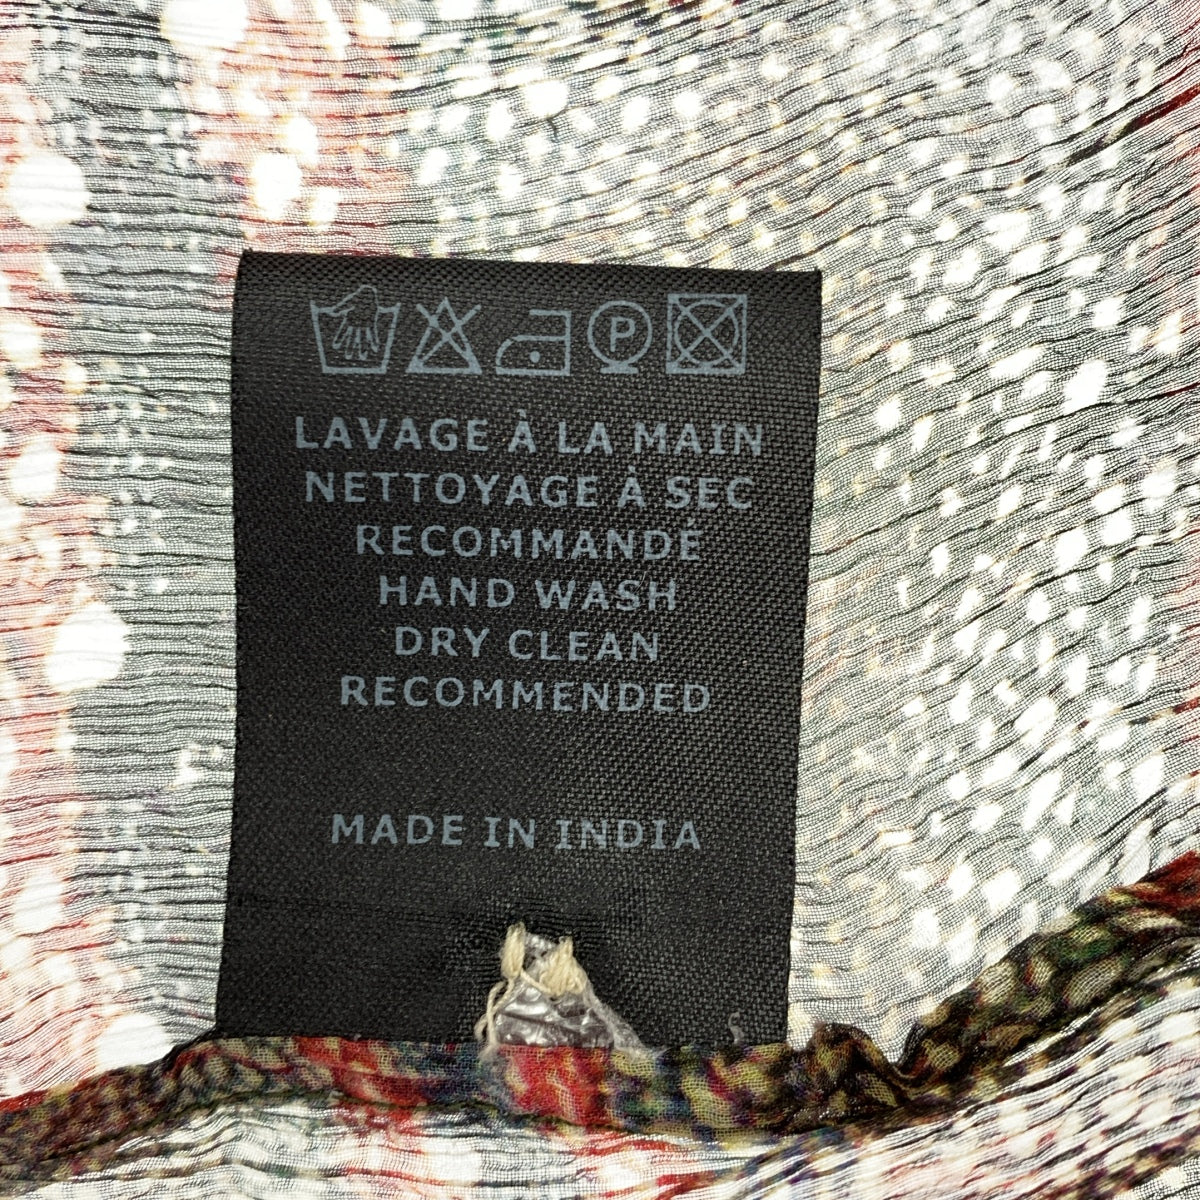 P
LAVAGE À LA MAIN
NETTOYAGE À SEC
RECOMMANDÉ
HAND WASH
DRY CLEAN
RECOMMENDED
MADE IN INDIA